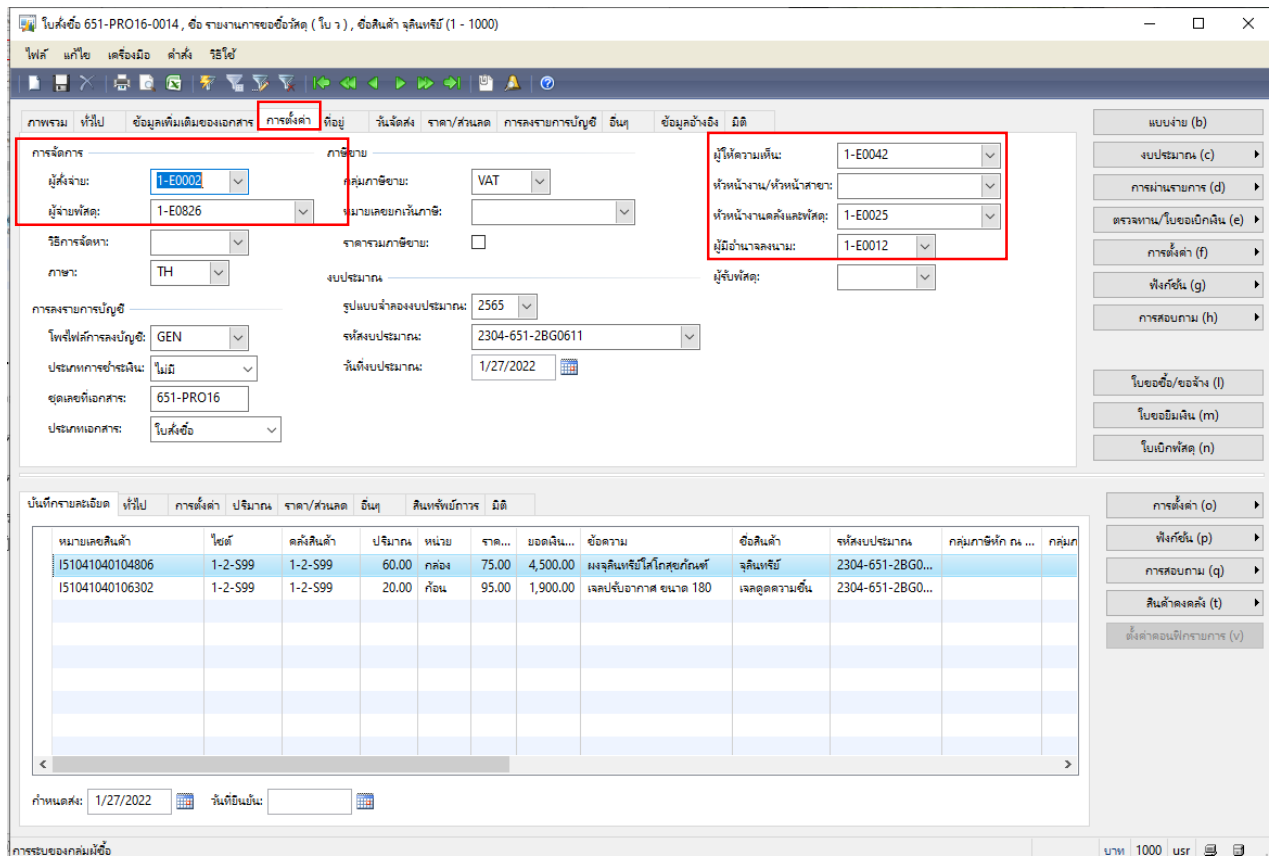 ใบสั่งซื้อ 651-PRO16-0014 , ชื่อ รายงานการขอซื้อวัสดุ ( ใบ ว ) , ชื่อสินค้า จุลินทรีย์ (1 - 1000)
ไฟล์ แก้ไข เครื่องมือ คำสั่ง วิธีใช้
ภาพรวม ทั่วไป ข้อมูลเพิ่มเติมของเอกสาร การตั้งค่า ที่อยู่ วันจัดส่ง ราคา/ส่วนลด การลงรายการบัญชี อื่นๆ ข้อมูลอ้างอิง มิติ
การจัดการ
ผู้สั่งจ่าย: 1-E0002
ผู้จ่ายพัสดุ: 1-E0826
วิธีการจัดหา:
ภาษา: TH
การลงรายการบัญชี
โพร์ไฟล์การลงบัญชี: GEN
ประเภทการชำระเงิน: ไม่มี
ชุดเลขที่เอกสาร: 651-PRO16
ประเภทเอกสาร: ใบสั่งซื้อ
ภาษีขาย
กลุ่มภาษีขาย: VAT
หมายเลขยกเว้นภาษี:
ราคารวมภาษีขาย:
งบประมาณ
รูปแบบจำลองงบประมาณ: 2565
รหัสงบประมาณ: 2304-651-2BG0611
วันที่งบประมาณ: 1/27/2022
ผู้ให้ความเห็น: 1-E0042
หัวหน้างาน/หัวหน้าสาขา:
หัวหน้างานคลังและพัสดุ: 1-E0025
ผู้มีอำนาจลงนาม: 1-E0012
ผู้รับพัสดุ:
แบบง่าย (b)
งบประมาณ (c)
การผ่านรายการ (d)
ตรวจทาน/ใบขอเบิกเงิน (e)
การตั้งค่า (f)
ฟังก์ชั่น (g)
การสอบถาม (h)
ใบขอซื้อ/ขอจ้าง (l)
ใบขอยืมเงิน (m)
ใบเบิกพัสดุ (n)
บันทึกรายละเอียด ทั่วไป การตั้งค่า ปริมาณ ราคา/ส่วนลด อื่นๆ สินทรัพย์ถาวร มิติ
หมายเลขสินค้า ไซต์ คลังสินค้า ปริมาณ หน่วย ราค... ยอดเงิน... ข้อความ ชื่อสินค้า รหัสงบประมาณ กลุ่มภาษีหัก ณ ... กลุ่มภ
I51041040104806 1-2-S99 1-2-S99 60.00 กล่อง 75.00 4,500.00 ผงจุลินทรีย์ใส่โถสุขภัณฑ์ จุลินทรีย์ 2304-651-2BG0...
I51041040106302 1-2-S99 1-2-S99 20.00 ก้อน 95.00 1,900.00 เจลปรับอากาศ ขนาด 180 เจลดูดความชื้น 2304-651-2BG0...
การตั้งค่า (o)
ฟังก์ชั่น (p)
การสอบถาม (q)
สินค้าคงคลัง (t)
ตั้งค่าคอนฟิกรายการ (v)
กำหนดส่ง: 1/27/2022 วันที่ยืนยัน:
การระบุของกลุ่มผู้ซื้อ บาท 1000 usr